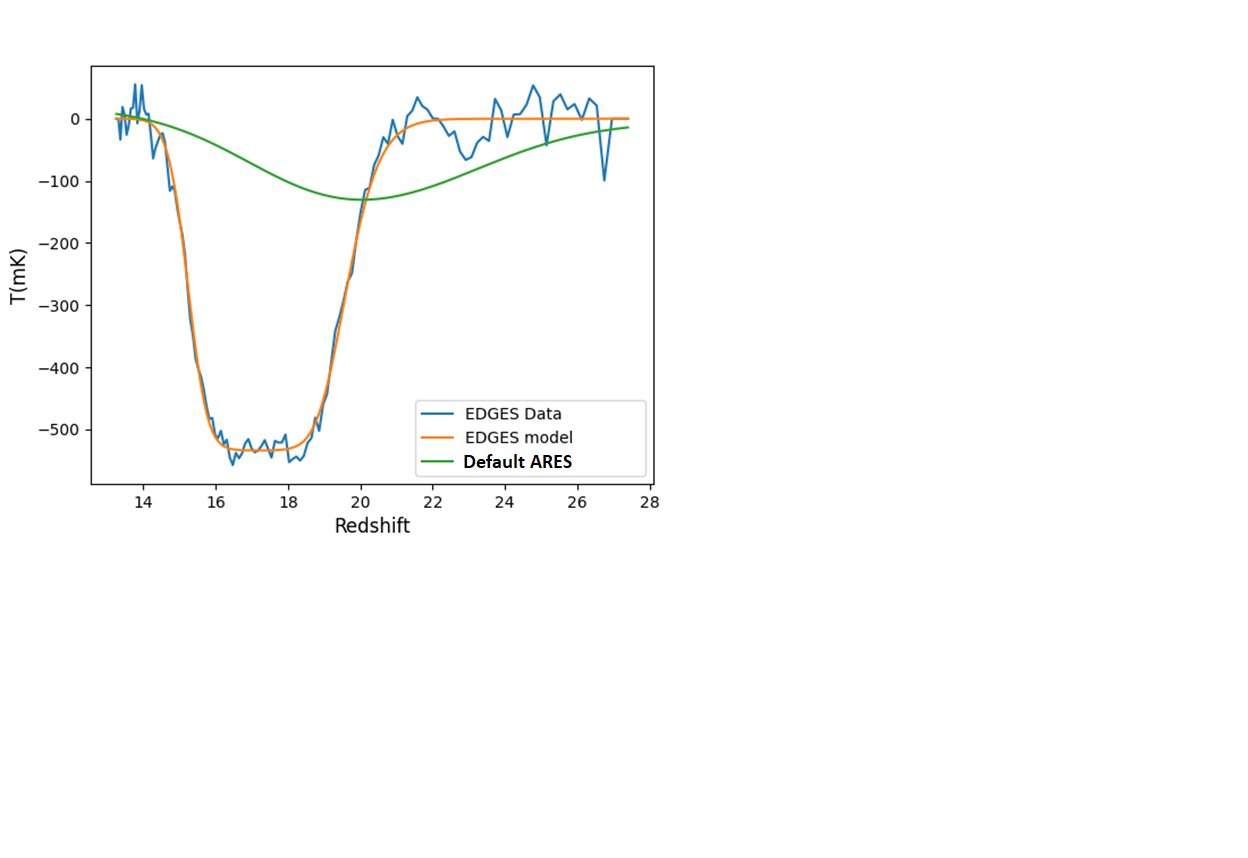 0
−100
−200
−300
−400
−500
T(mK)
EDGES Data
EDGES model
Default ARES
14 16 18 20 22 24 26 28
Redshift